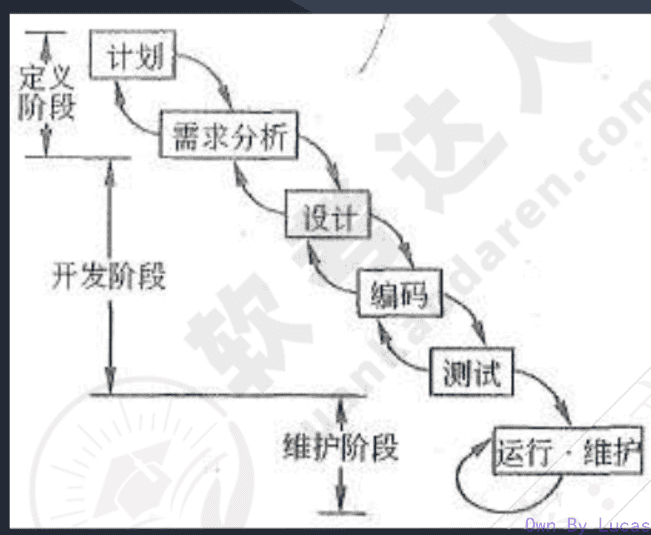 计划
定义
阶段
需求分析
设计
开发阶段
编码
测试
维护阶段
运行·维护
软考达人
ruankaodaren.com
Own By Lucas